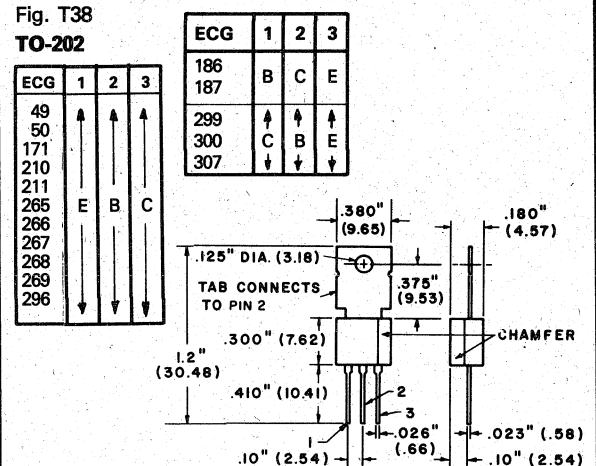 Fig. T38
TO-202
ECG 1 2 3
49
50
171
210
211
265 E B C
266
267
268
269
296
ECG 1 2 3
186
187
B C E
299
300 C B E
307
.380"
(9.65)
.180"
(4.57)
.125" DIA. (3.18)
TAB CONNECTS
TO PIN 2
.375"
(9.53)
.300" (7.62)
CHAMFER
1.2"
(30.48)
.410" (10.41)
2
3
1
.026"
(.66)
.023" (.58)
.10" (2.54)
.10" (2.54)